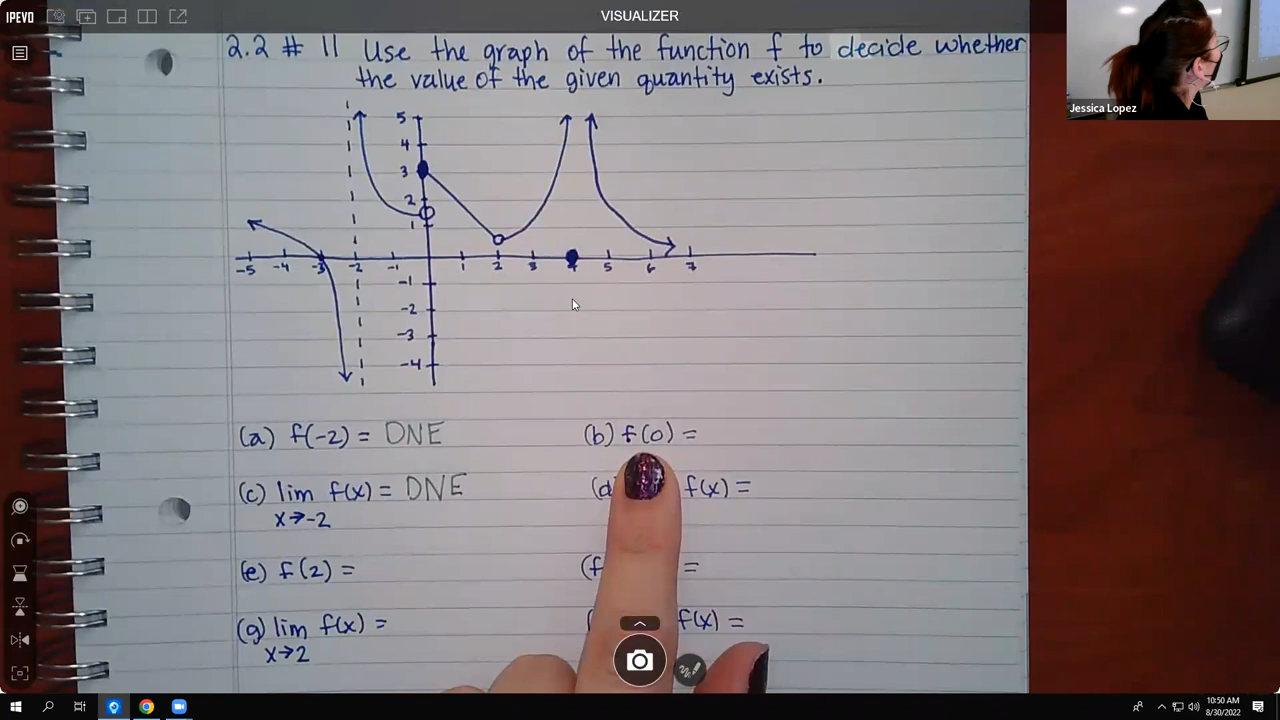 IPEVO
VISUALIZER
2.2 # 11 Use the graph of the function f to decide whether
the value of the given quantity exists.
Jessica Lopez
5
4
3
2
1
-5 -4 -3 -2 -1 1 2 3 4 5 6 7
-1
-2
-3
-4
(a) f(-2) = DNE (b) f(0) =
(c) lim f(x) = DNE (d f(x) =
x→-2
(e) f(2) = (f =
(g) lim f(x) = f(x) =
x→2
10:50 AM
8/30/2022